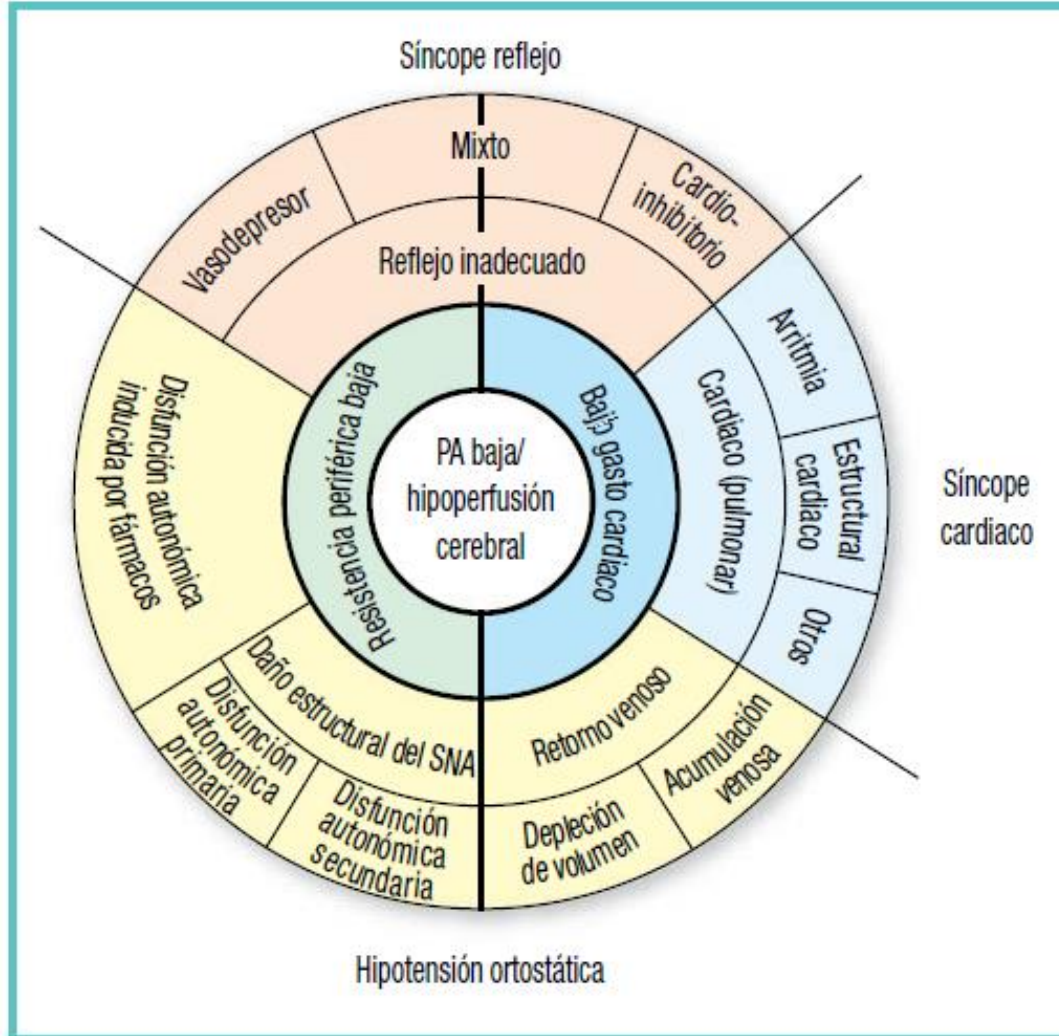 Síncope reflejo
Mixto
Vasodepresor
Cardio-
inhibitorio
Reflejo inadecuado
Arritmia
Estructural
cardiaco
Otros
Cardiaco (pulmonar)
Síncope
cardiaco
Resistencia periférica baja
Bajo gasto cardiaco
PA baja/
hipoperfusión
cerebral
Disfunción autonómica
inducida por fármacos
Daño estructural del SNA
Disfunción
autonómica
primaria
Disfunción
autonómica
secundaria
Retorno venoso
Depleción
de volumen
Acumulación
venosa
Hipotensión ortostática